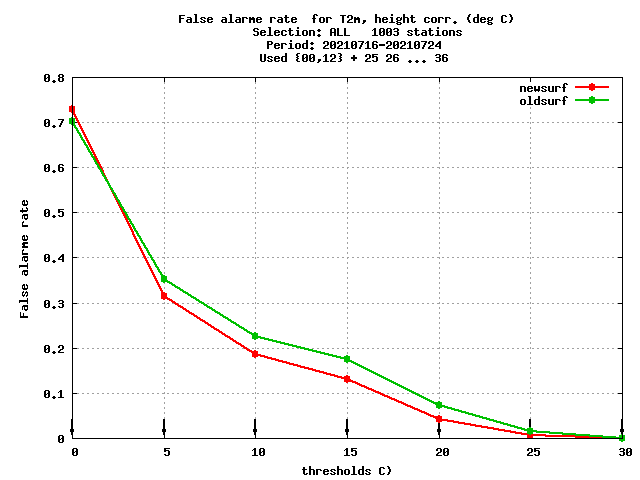 False alarme rate  for T2m, height corr. (deg C)
Selection: ALL   1003 stations
Period: 20210716-20210724
Used {00,12} + 25 26 ... 36
newsurf
oldsurf
0.8
0.7
0.6
0.5
0.4
0.3
0.2
0.1
0
False alarme rate
0 5 10 15 20 25 30
thresholds C)